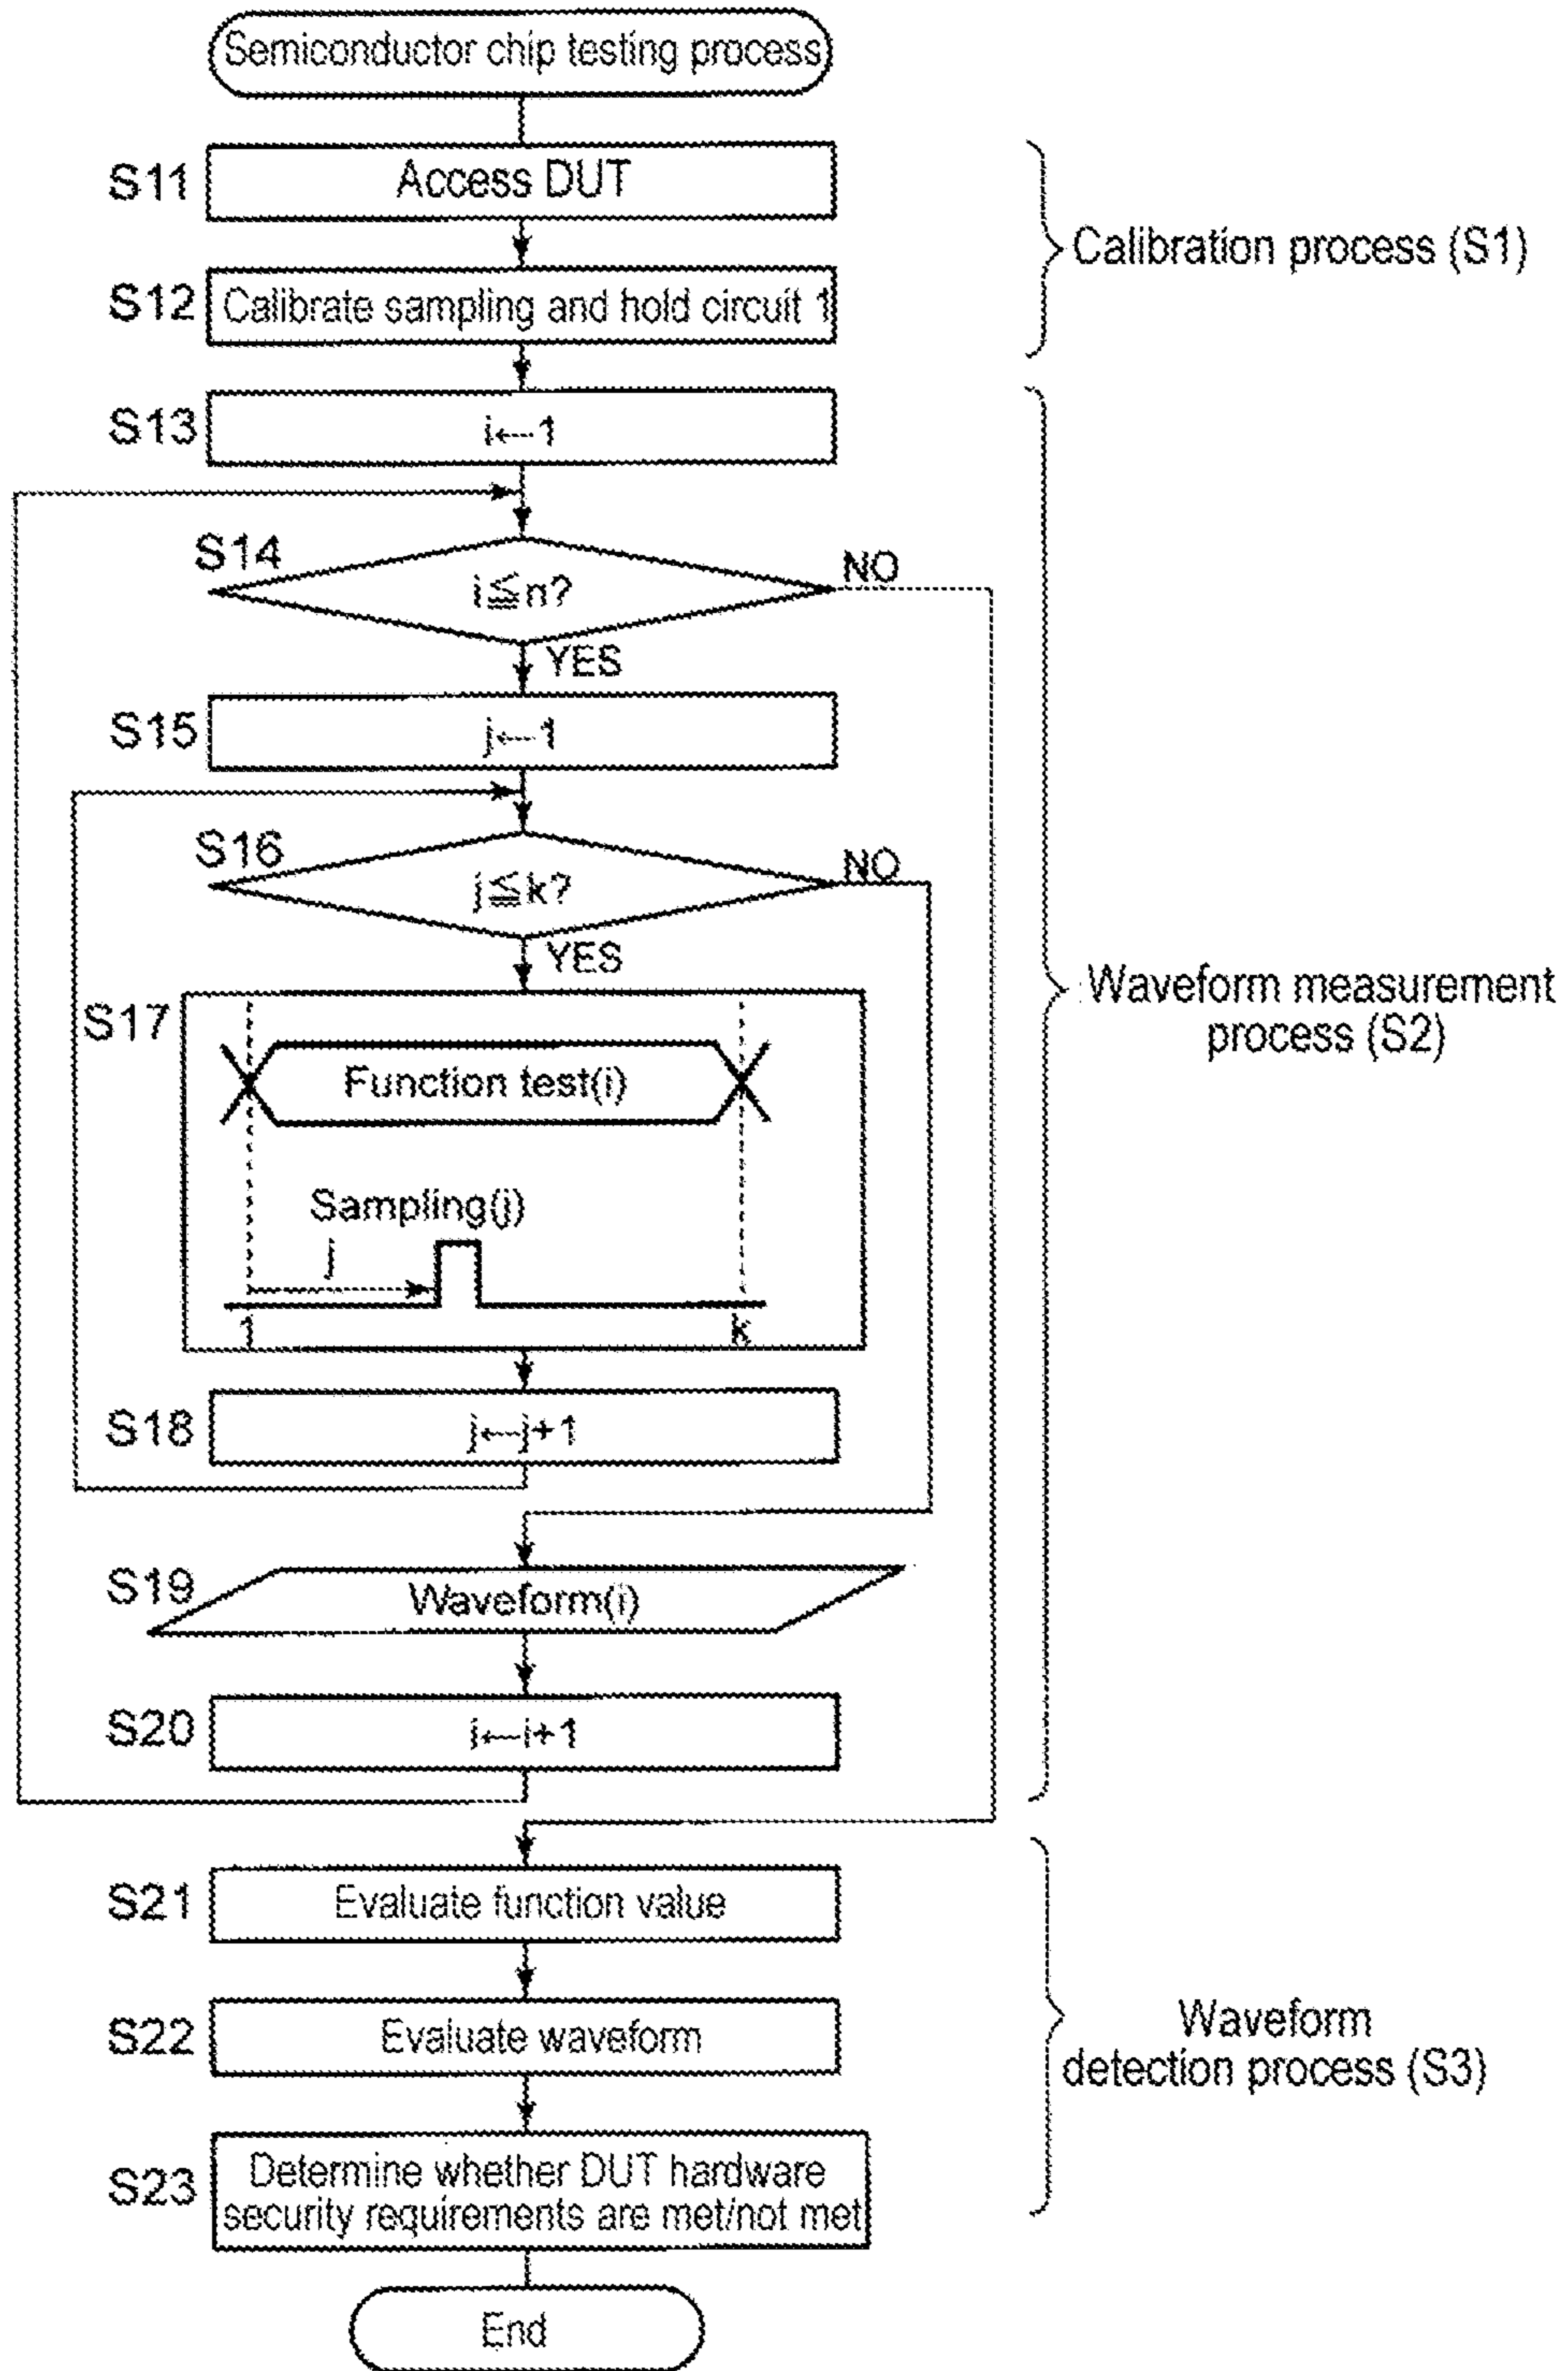 Semiconductor chip testing process
S11
Access DUT
S12
Calibrate sampling and hold circuit 1
Calibration process (S1)
S13
i←1
S14
i≦n?
NO
YES
S15
j←1
S16
j≦k?
NO
YES
S17
Function test(i)
Sampling(j)
j
1
k
S18
j←j+1
S19
Waveform(i)
S20
i←i+1
Waveform measurement
process (S2)
S21
Evaluate function value
S22
Evaluate waveform
S23
Determine whether DUT hardware
security requirements are met/not met
Waveform
detection process (S3)
End